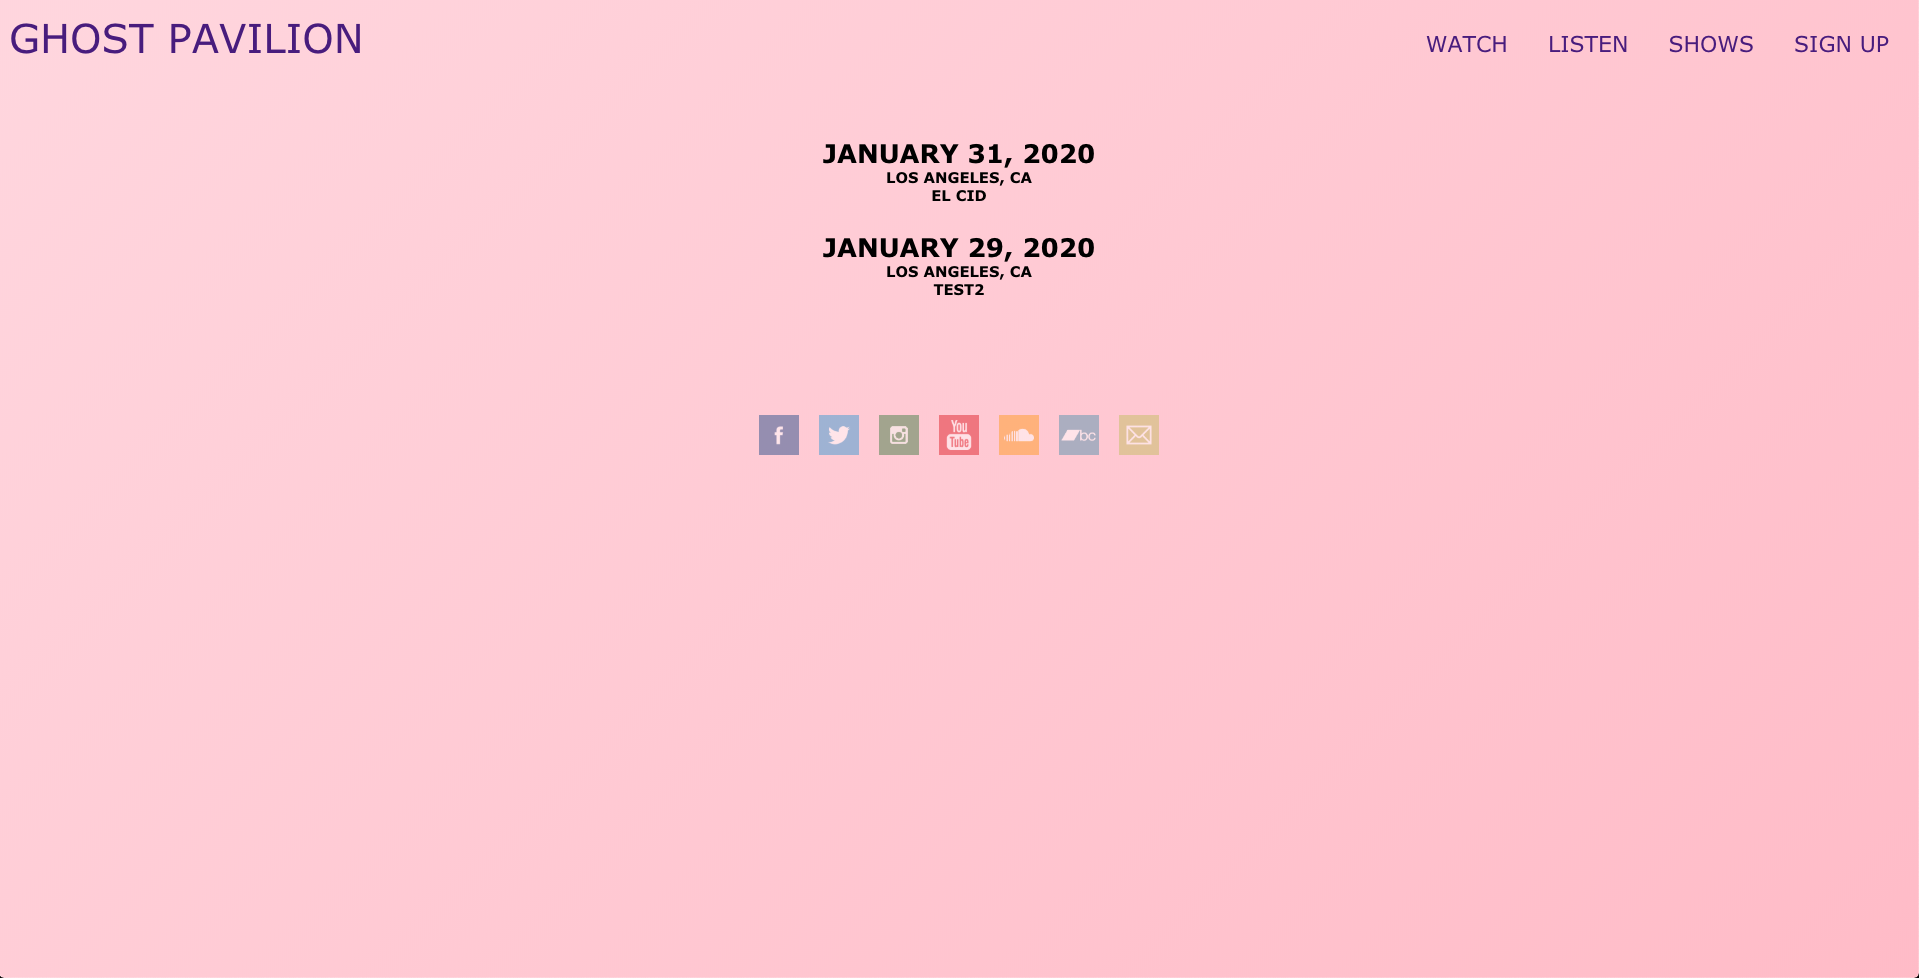 GHOST PAVILION
WATCH LISTEN SHOWS SIGN UP
JANUARY 31, 2020
LOS ANGELES, CA
EL CID
JANUARY 29, 2020
LOS ANGELES, CA
TEST2
f You Tube bc